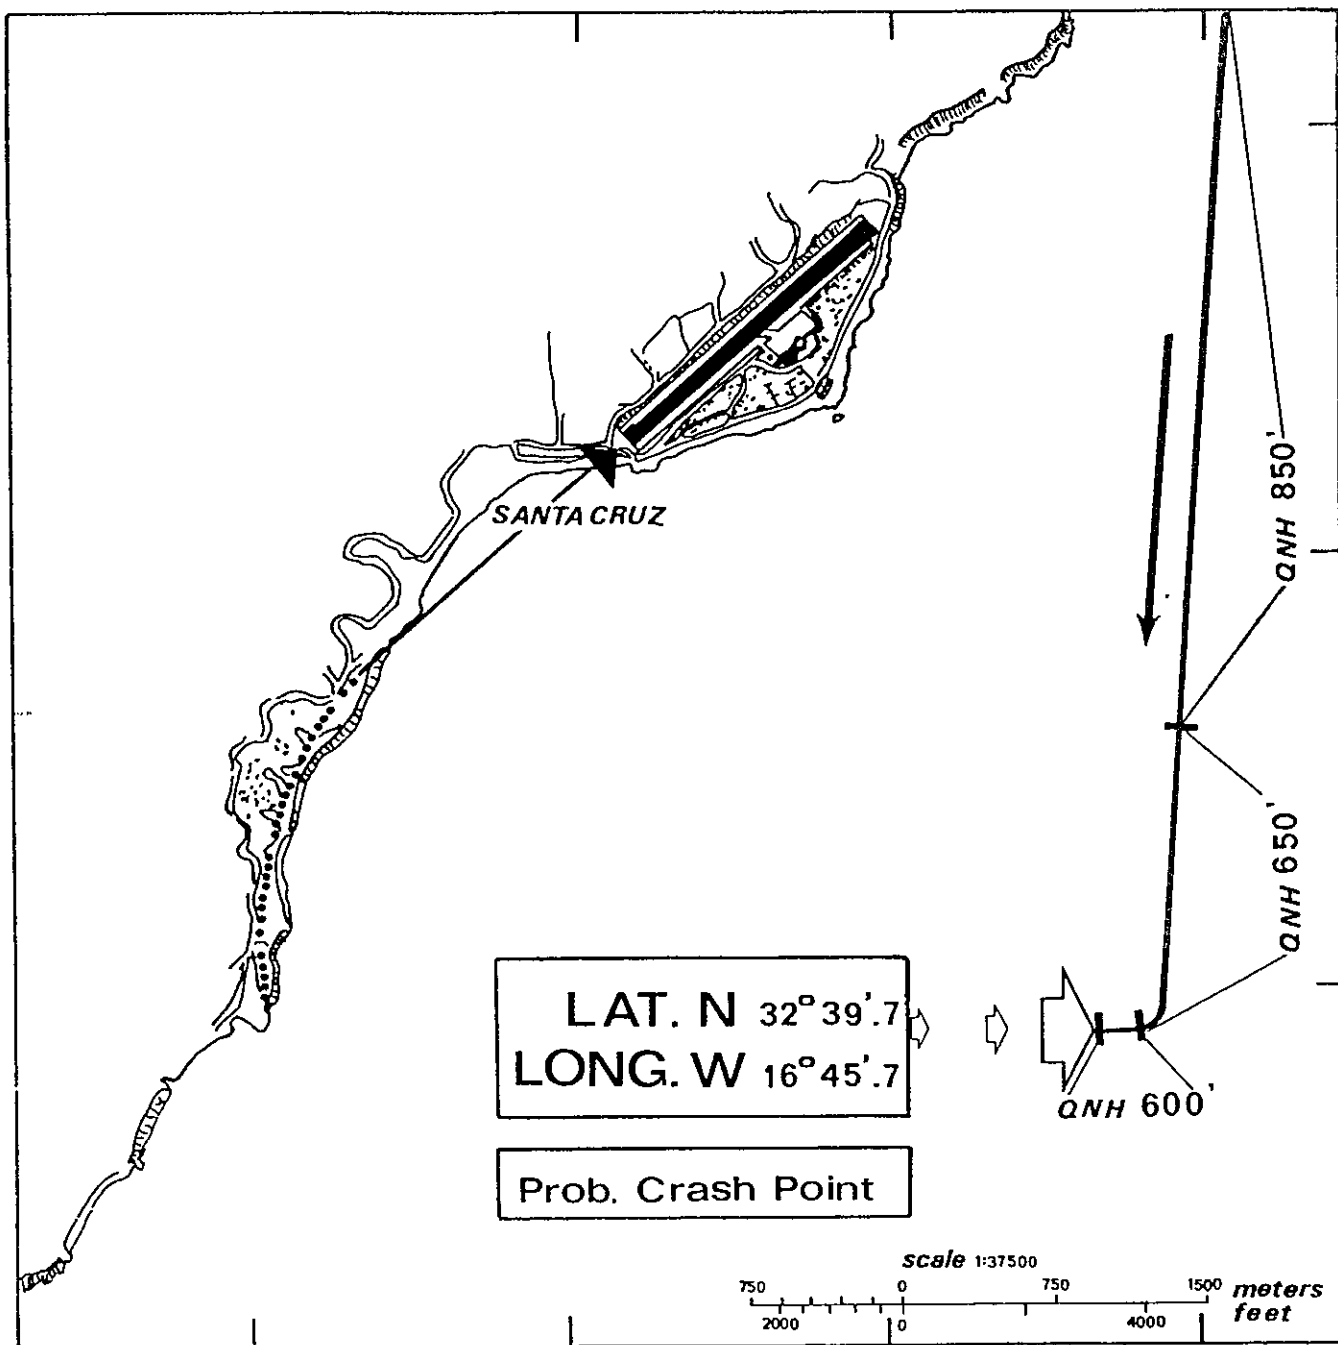 SANTA CRUZ
QNH 850'
QNH 650'
LAT. N 32°39'.7
LONG. W 16°45'.7
QNH 600'
Prob. Crash Point
scale 1:37500
750 0 750 1500 meters
2000 0 4000 feet